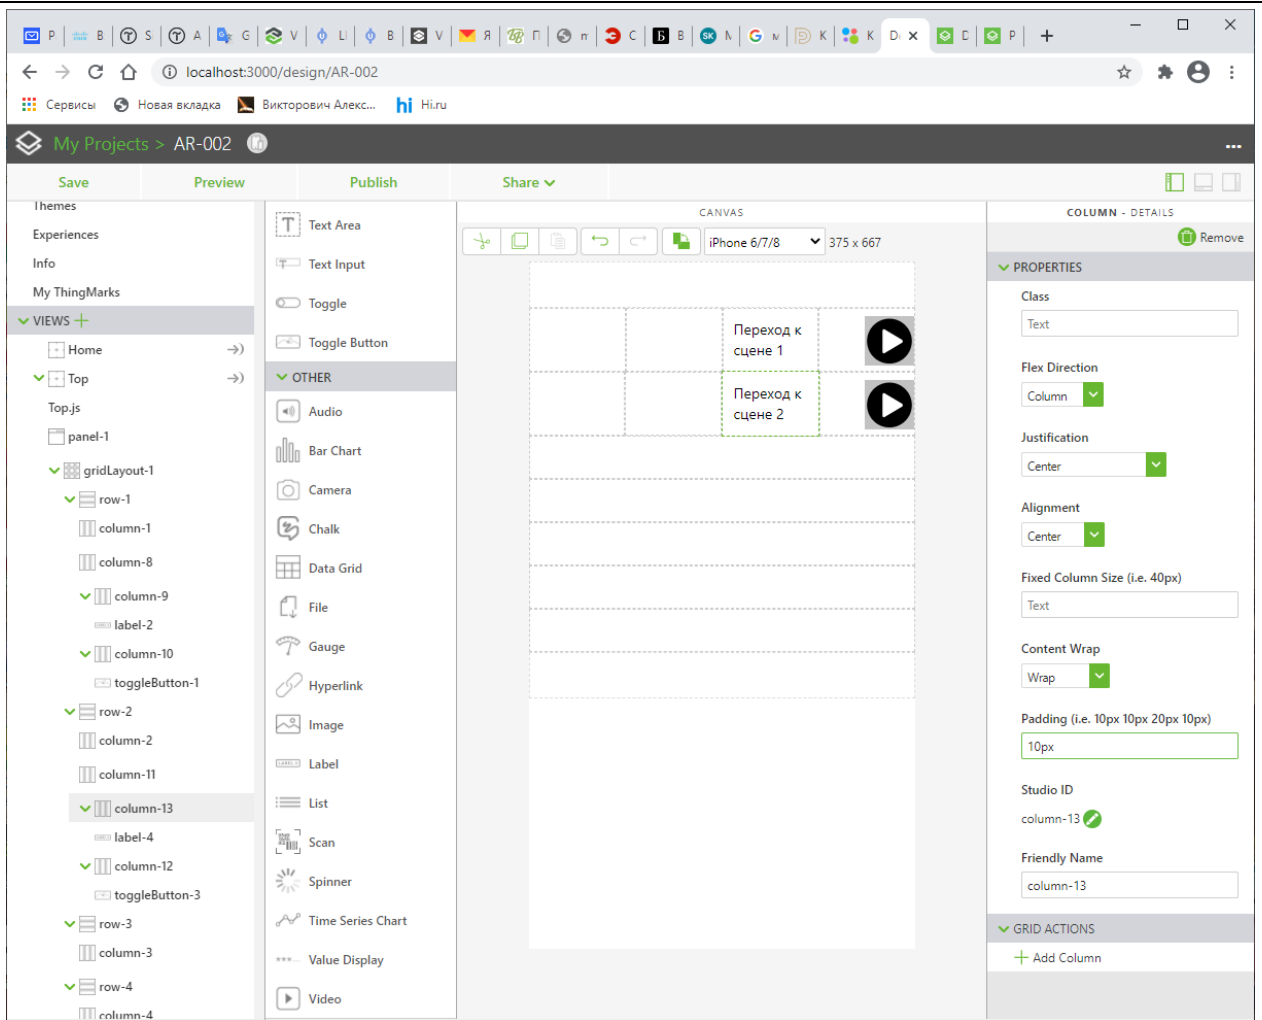 P B S A G V LI B V Я П m C B N м K K D E P
localhost:3000/design/AR-002
Сервисы Новая вкладка Викторович Алекс... hi Hi.ru
My Projects > AR-002
Save Preview Publish Share
Themes
Experiences
Info
My ThingMarks
VIEWS
Home
Top
Top.js
panel-1
gridLayout-1
row-1
column-1
column-8
column-9
label-2
column-10
toggleButton-1
row-2
column-2
column-11
column-13
label-4
column-12
toggleButton-3
row-3
column-3
row-4
column-4
Text Area
Text Input
Toggle
Toggle Button
OTHER
Audio
Bar Chart
Camera
Chalk
Data Grid
File
Gauge
Hyperlink
Image
Label
List
Scan
Spinner
Time Series Chart
Value Display
Video
CANVAS
iPhone 6/7/8 375 x 667
Переход к
сцене 1
Переход к
сцене 2
COLUMN - DETAILS
Remove
PROPERTIES
Class
Text
Flex Direction
Column
Justification
Center
Alignment
Center
Fixed Column Size (i.e. 40px)
Text
Content Wrap
Wrap
Padding (i.e. 10px 10px 20px 10px)
10px
Studio ID
column-13
Friendly Name
column-13
GRID ACTIONS
Add Column